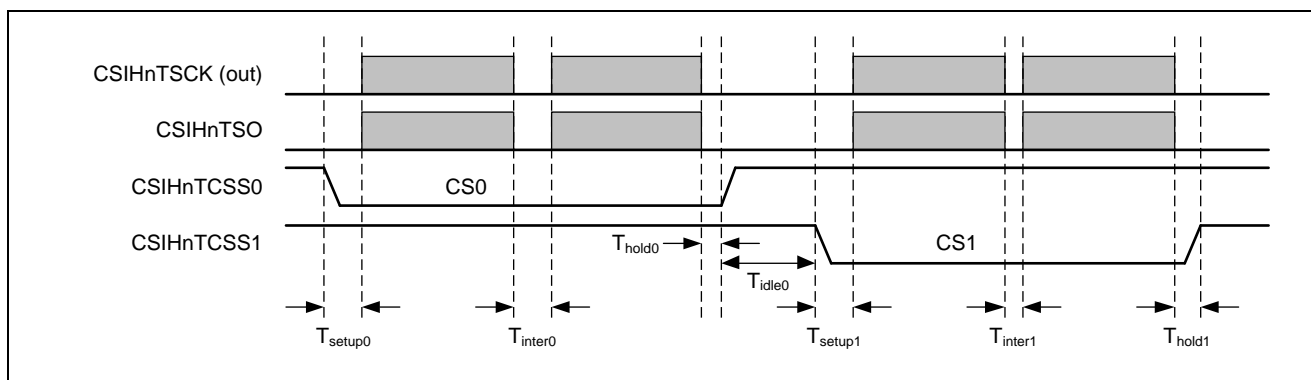 CSIHnTSCK (out)
CSIHnTSO
CSIHnTCSS0
CS0
CSIHnTCSS1
CS1
Thold0
Tidle0
Tsetup0
Tinter0
Tsetup1
Tinter1
Thold1